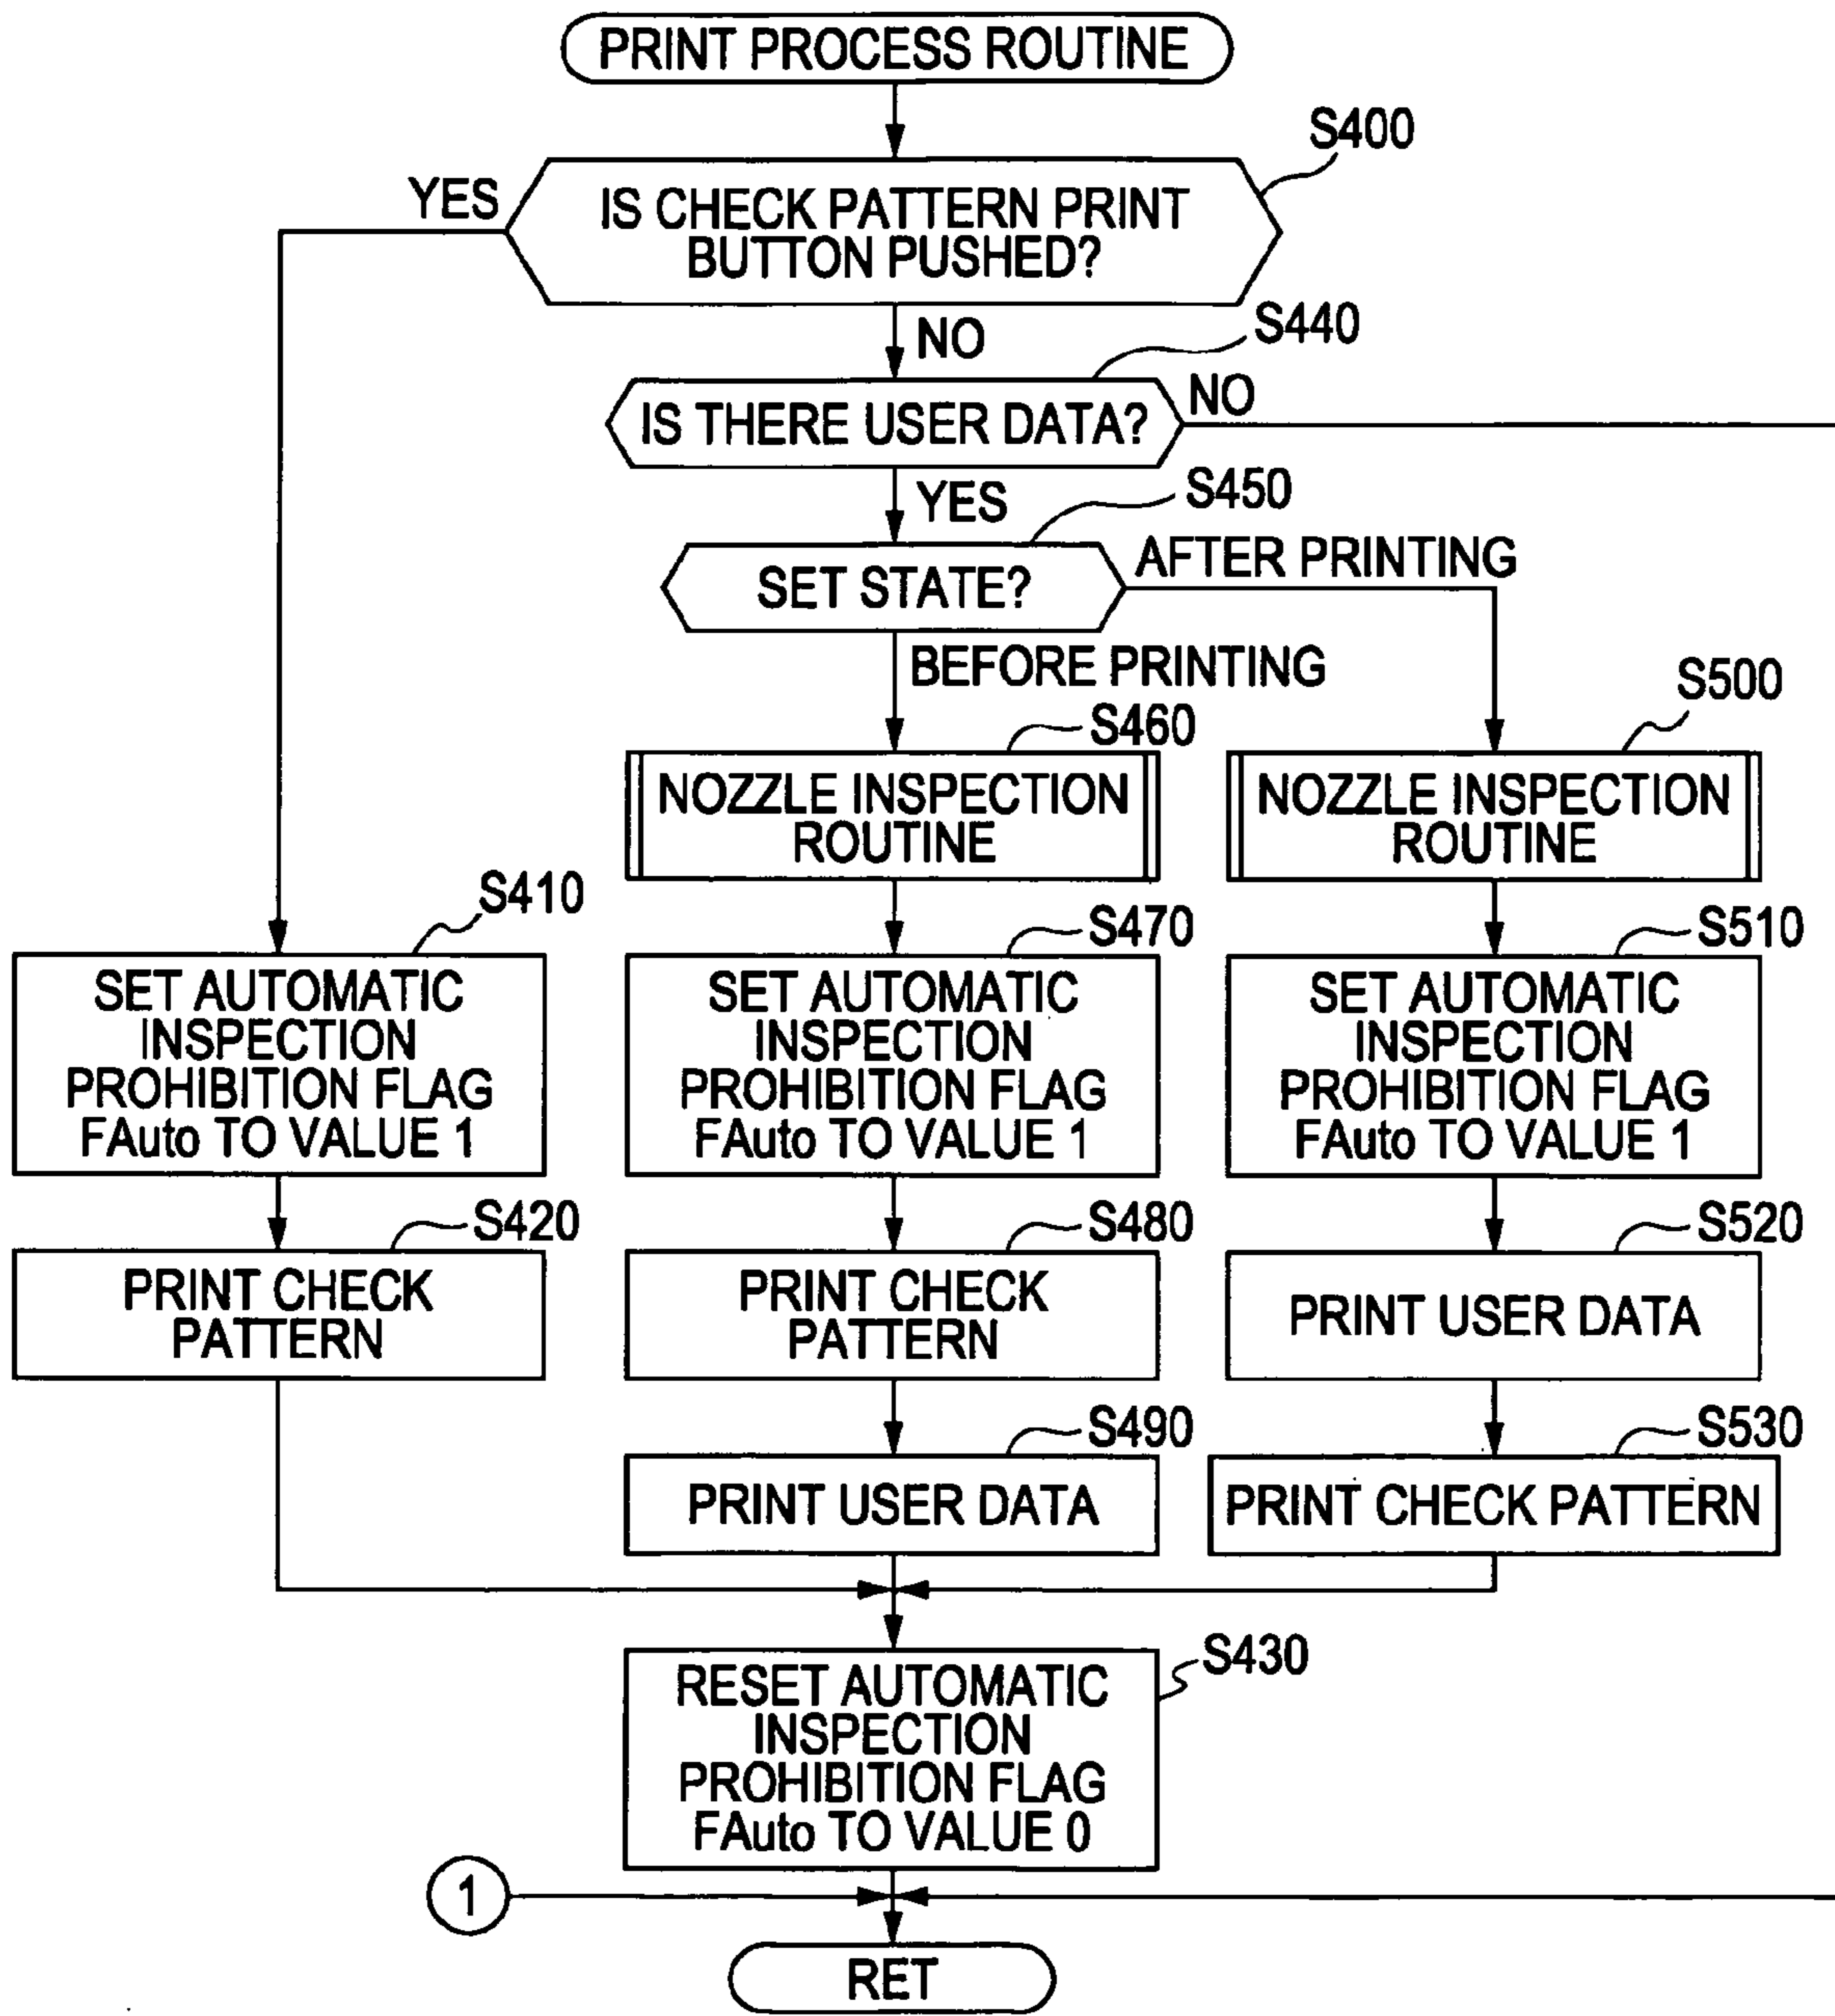 PRINT PROCESS ROUTINE
S400
YES
IS CHECK PATTERN PRINT
BUTTON PUSHED?
NO
S440
IS THERE USER DATA?
NO
YES
S450
SET STATE?
AFTER PRINTING
BEFORE PRINTING
S460
NOZZLE INSPECTION
ROUTINE
S500
NOZZLE INSPECTION
ROUTINE
S410
SET AUTOMATIC
INSPECTION
PROHIBITION FLAG
FAuto TO VALUE 1
S470
SET AUTOMATIC
INSPECTION
PROHIBITION FLAG
FAuto TO VALUE 1
S510
SET AUTOMATIC
INSPECTION
PROHIBITION FLAG
FAuto TO VALUE 1
S420
PRINT CHECK
PATTERN
S480
PRINT CHECK
PATTERN
S520
PRINT USER DATA
S490
PRINT USER DATA
S530
PRINT CHECK PATTERN
S430
RESET AUTOMATIC
INSPECTION
PROHIBITION FLAG
FAuto TO VALUE 0
1
RET